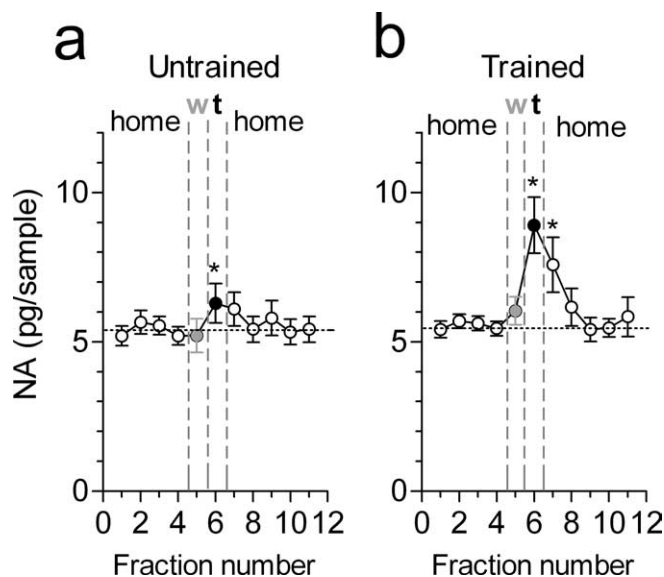 a
Untrained
w t
home home
NA (pg/sample)
10
5
0
0 2 4 6 8 10 12
Fraction number
*
b
Trained
w t
home home
10
5
0
0 2 4 6 8 10 12
Fraction number
* *